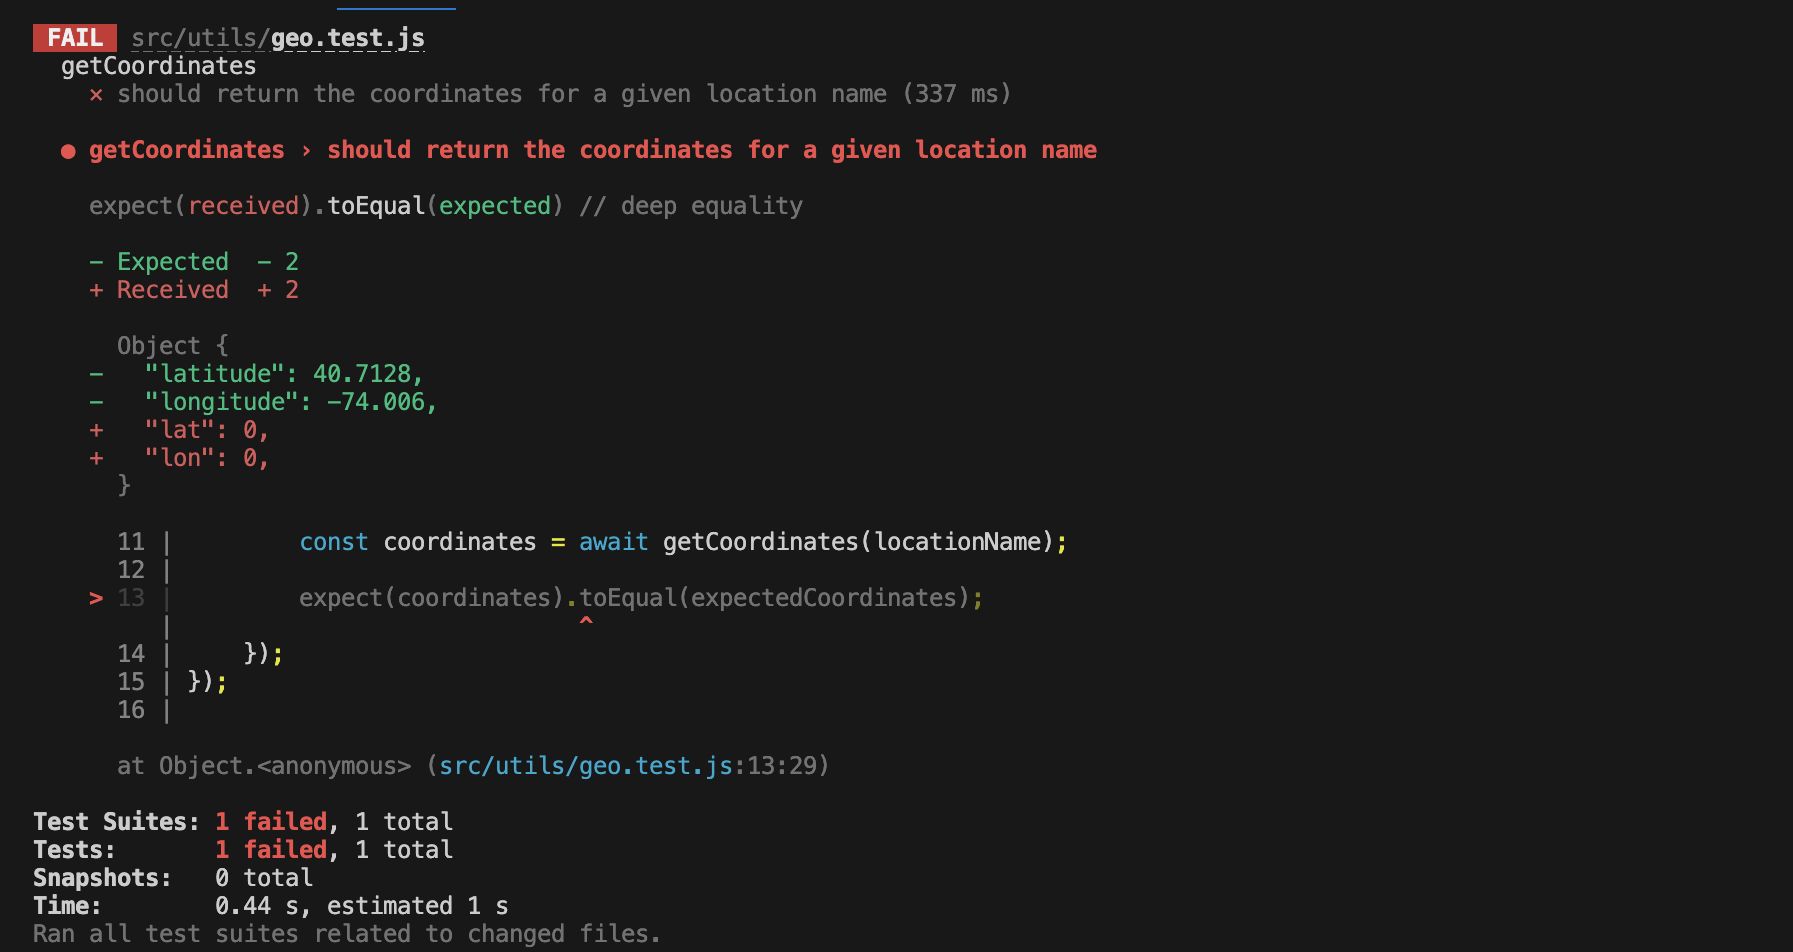 FAIL src/utils/geo.test.js
getCoordinates
✕ should return the coordinates for a given location name (337 ms)
● getCoordinates › should return the coordinates for a given location name
expect(received).toEqual(expected) // deep equality
- Expected  - 2
+ Received  + 2
Object {
-   "latitude": 40.7128,
-   "longitude": -74.006,
+   "lat": 0,
+   "lon": 0,
}
11 |         const coordinates = await getCoordinates(locationName);
12 |
> 13 |         expect(coordinates).toEqual(expectedCoordinates);
|                             ^
14 |     });
15 | });
16 |
at Object.<anonymous> (src/utils/geo.test.js:13:29)
Test Suites: 1 failed, 1 total
Tests:       1 failed, 1 total
Snapshots:   0 total
Time:        0.44 s, estimated 1 s
Ran all test suites related to changed files.